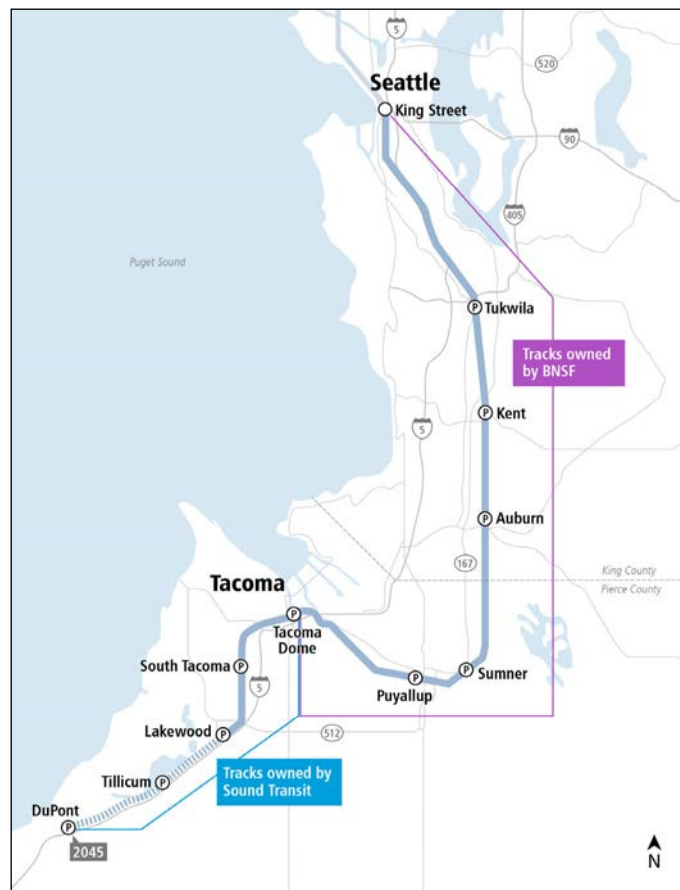 5
520
Seattle
King Street
90
405
Puget Sound
Tukwila
Tracks owned
by BNSF
Kent
5
Auburn
167
King County
Pierce County
Tacoma
Tacoma
Dome
South Tacoma
Sumner
5
Puyallup
Lakewood
512
Tillicum
Tracks owned by
Sound Transit
DuPont
2045
N
P
P
P
P
P
P
P
P
P
P